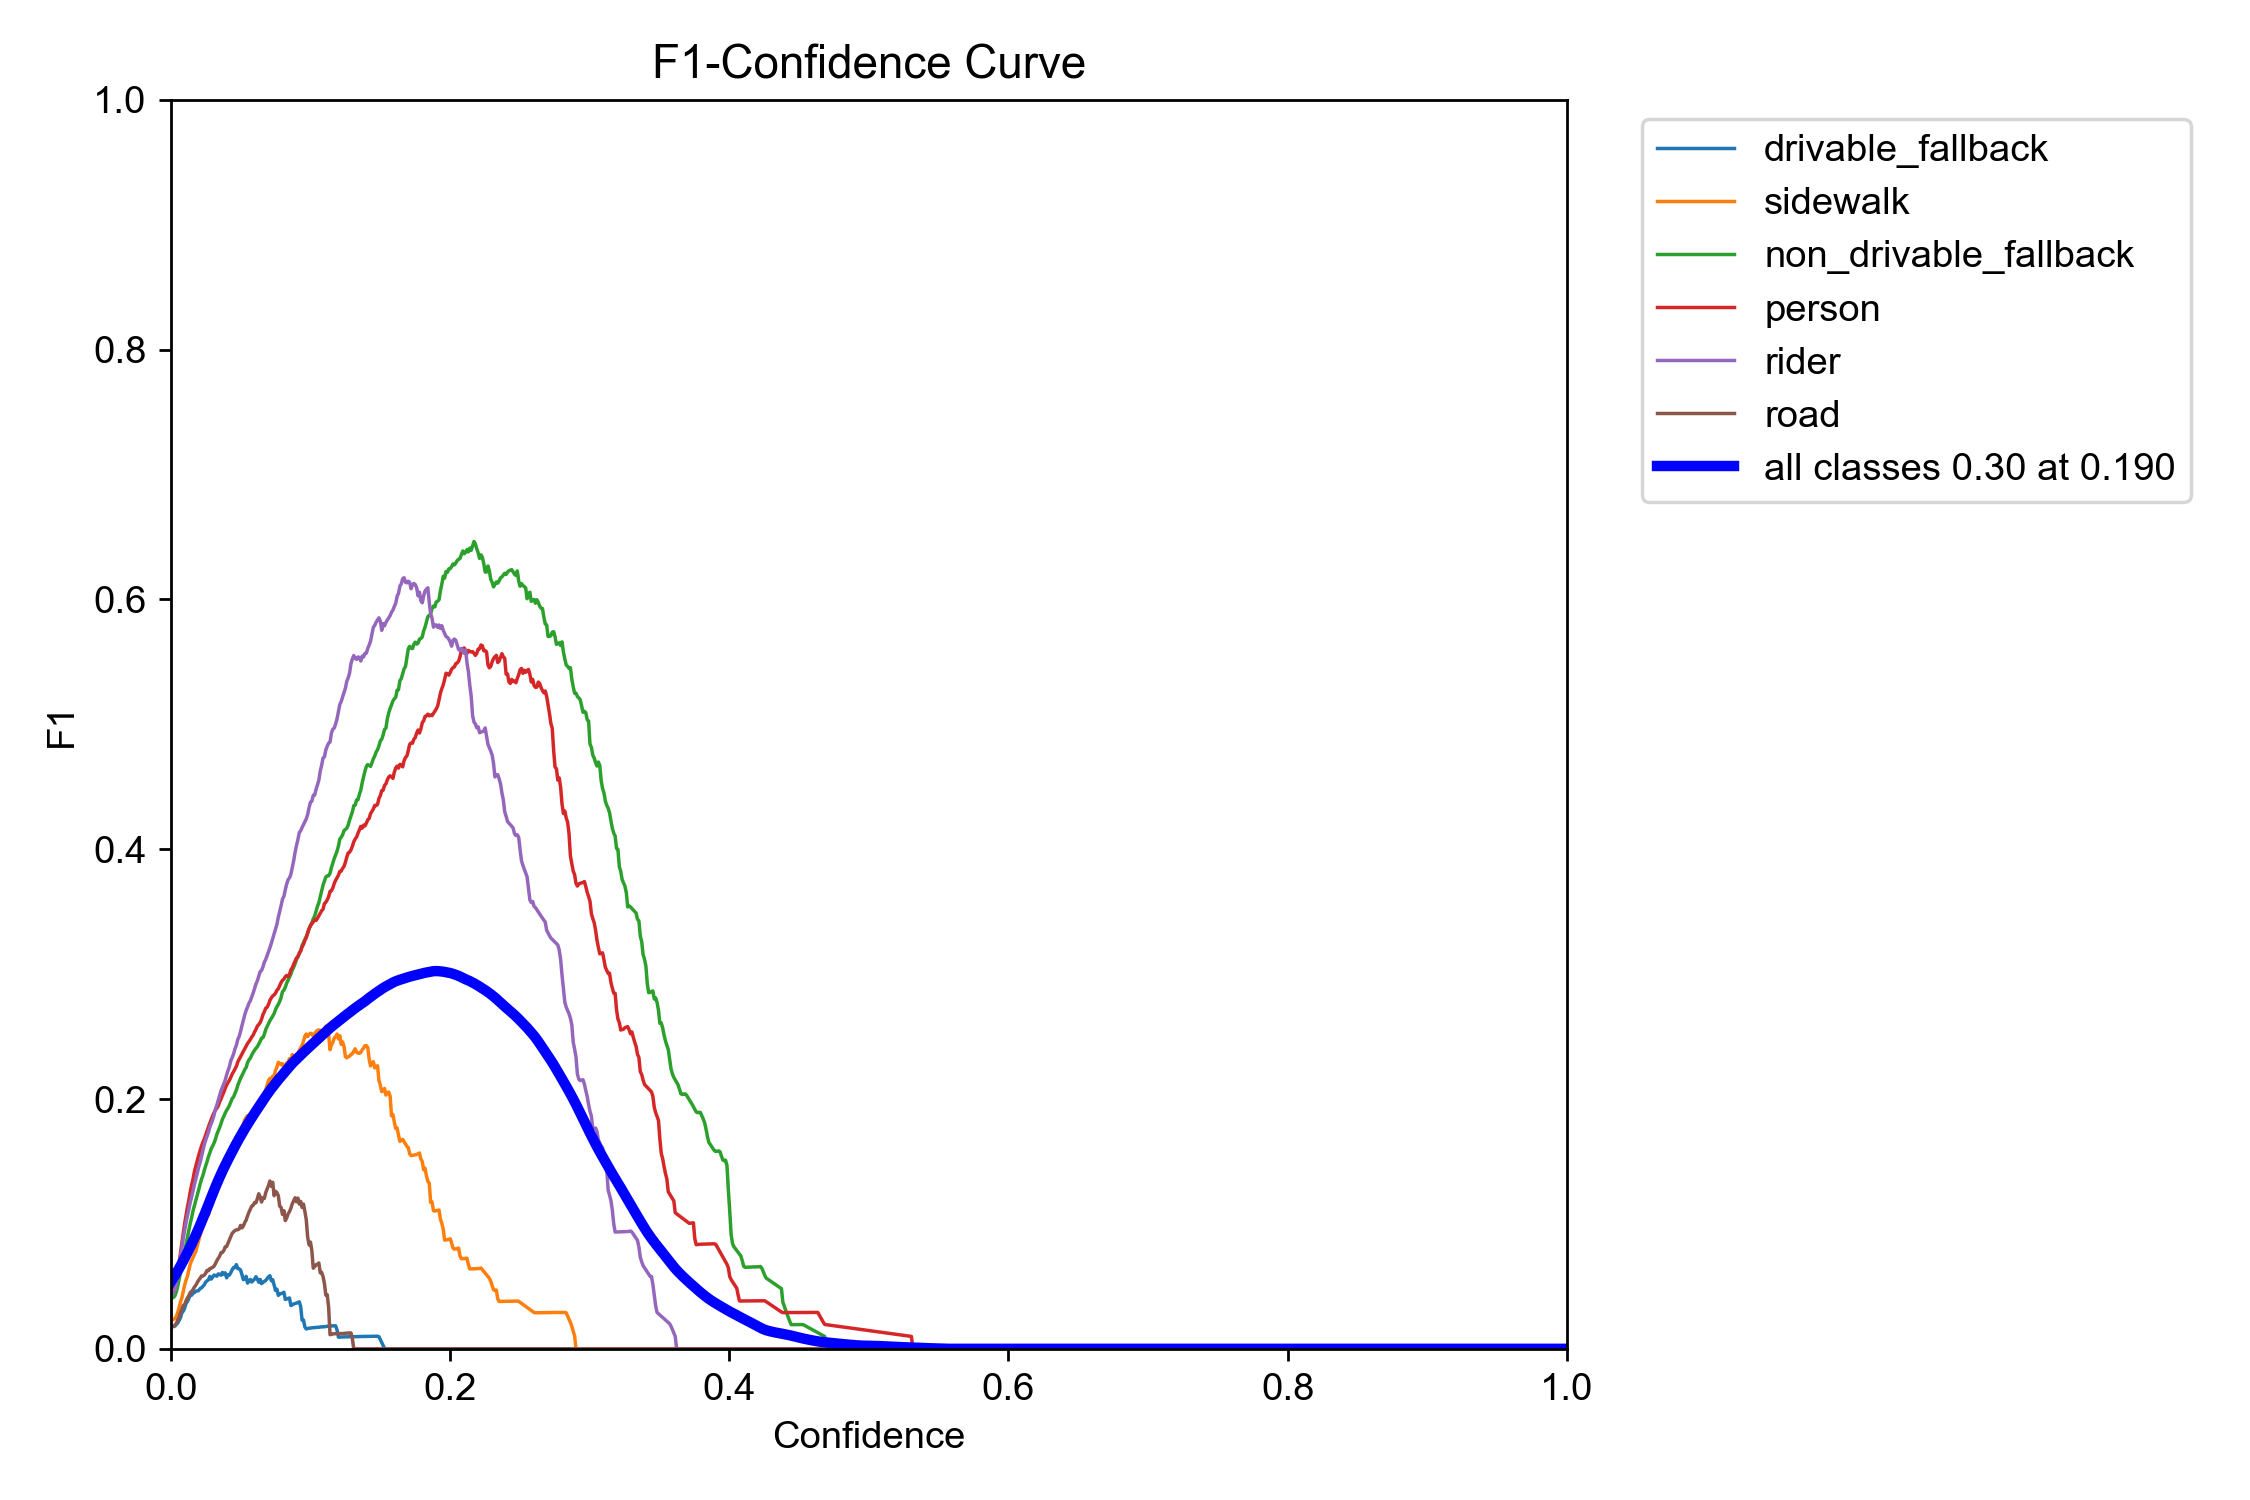 F1-Confidence Curve
1.0
0.8
0.6
0.4
0.2
0.0
F1
0.0 0.2 0.4 0.6 0.8 1.0
Confidence
drivable_fallback
sidewalk
non_drivable_fallback
person
rider
road
all classes 0.30 at 0.190